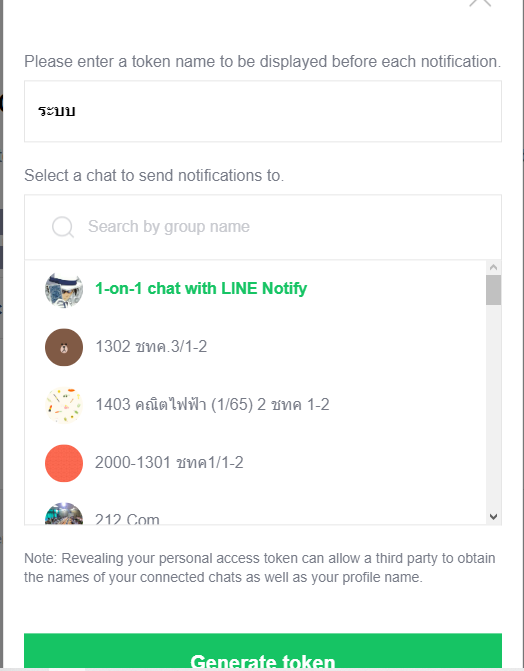 Please enter a token name to be displayed before each notification.
ระบบ
Select a chat to send notifications to.
Search by group name
1-on-1 chat with LINE Notify
1302 ชทค.3/1-2
1403 คณิตไฟฟ้า (1/65) 2 ชทค 1-2
2000-1301 ชทค1/1-2
212 Com
Note: Revealing your personal access token can allow a third party to obtain
the names of your connected chats as well as your profile name.
Generate token